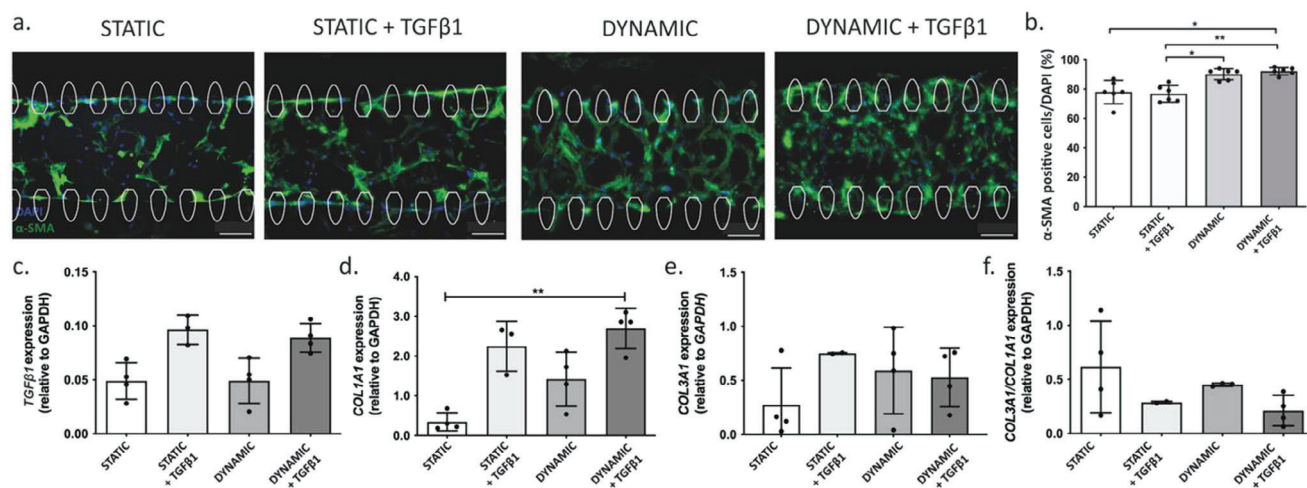 a.
STATIC
STATIC + TGFβ1
DYNAMIC
DYNAMIC + TGFβ1
DAPI
α-SMA
b.
α-SMA positive cells/DAPI (%)
100
80
60
40
20
0
*
**
*
STATIC
STATIC
+ TGFβ1
DYNAMIC
DYNAMIC
+ TGFβ1
c.
TGFβ1 expression
(relative to GAPDH)
0.15
0.10
0.05
0.00
STATIC
STATIC
+ TGFβ1
DYNAMIC
DYNAMIC
+ TGFβ1
d.
COL1A1 expression
(relative to GAPDH)
4.0
3.0
2.0
1.0
0.0
**
STATIC
STATIC
+ TGFβ1
DYNAMIC
DYNAMIC
+ TGFβ1
e.
COL3A1 expression
(relative to GAPDH)
1.5
1.0
0.5
0.0
STATIC
STATIC
+ TGFβ1
DYNAMIC
DYNAMIC
+ TGFβ1
f.
COL3A1/COL1A1 expression
(relative to GAPDH)
1.5
1.0
0.5
0.0
STATIC
STATIC
+ TGFβ1
DYNAMIC
DYNAMIC
+ TGFβ1